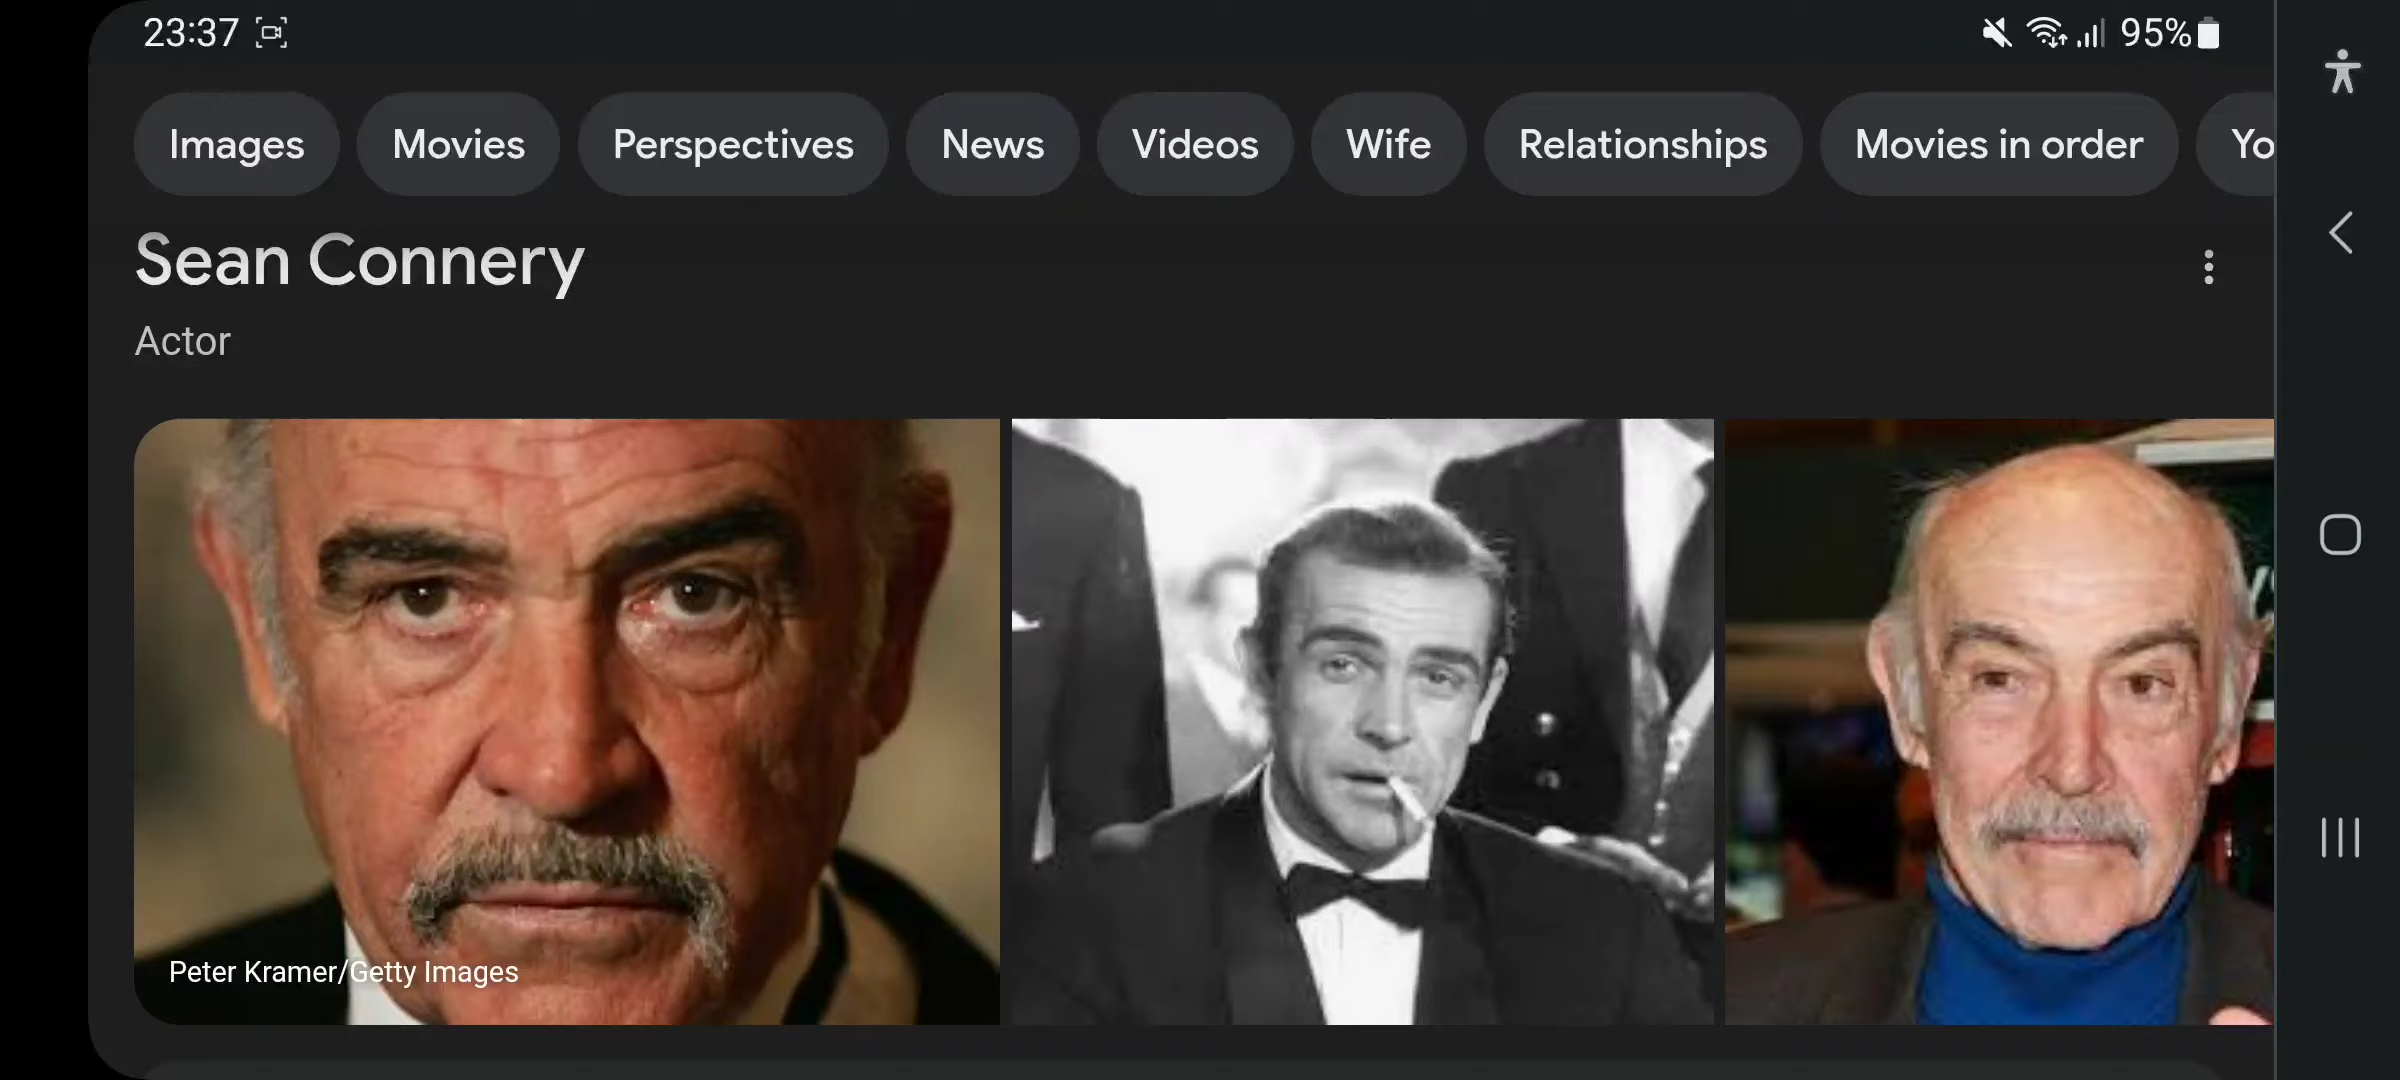 23:37 95%
Images Movies Perspectives News Videos Wife Relationships Movies in order Yo
Sean Connery
Actor
Peter Kramer/Getty Images